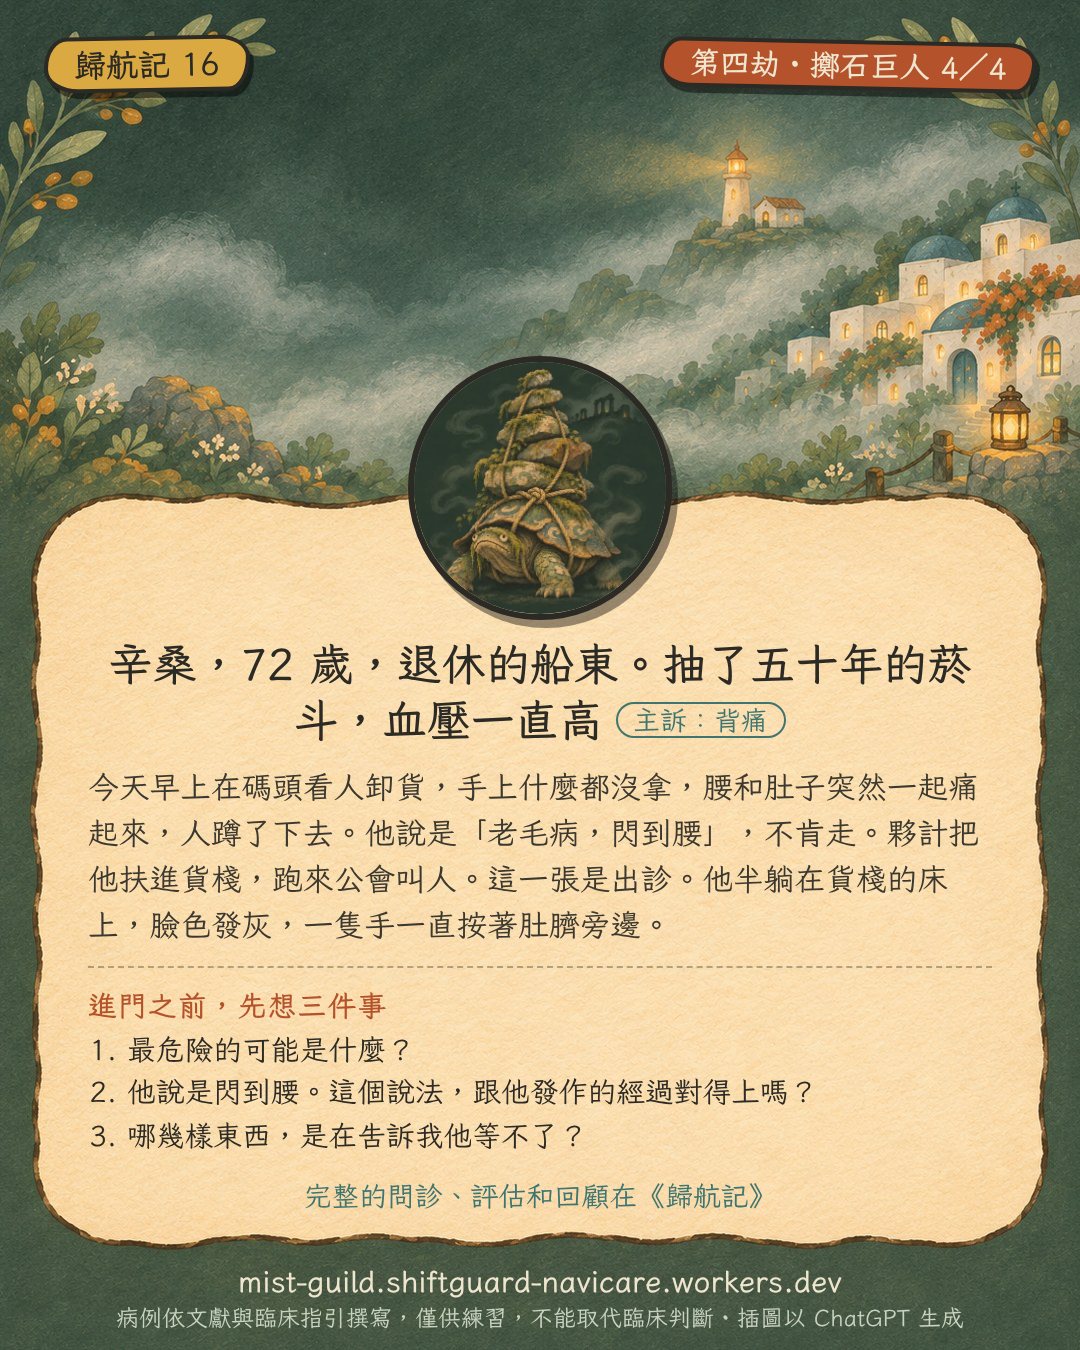 歸航記 16
第四劫・擲石巨人 4／4
辛桑，72 歲，退休的船東。抽了五十年的菸
斗，血壓一直高 主訴：背痛
今天早上在碼頭看人卸貨，手上什麼都沒拿，腰和肚子突然一起痛
起來，人蹲了下去。他說是「老毛病，閃到腰」，不肯走。夥計把
他扶進貨棧，跑來公會叫人。這一張是出診。他半躺在貨棧的床
上，臉色發灰，一隻手一直按著肚臍旁邊。
進門之前，先想三件事
1. 最危險的可能是什麼？
2. 他說是閃到腰。這個說法，跟他發作的經過對得上嗎？
3. 哪幾樣東西，是在告訴我他等不了？
完整的問診、評估和回顧在《歸航記》
mist-guild.shiftguard-navicare.workers.dev
病例依文獻與臨床指引撰寫，僅供練習，不能取代臨床判斷・插圖以 ChatGPT 生成